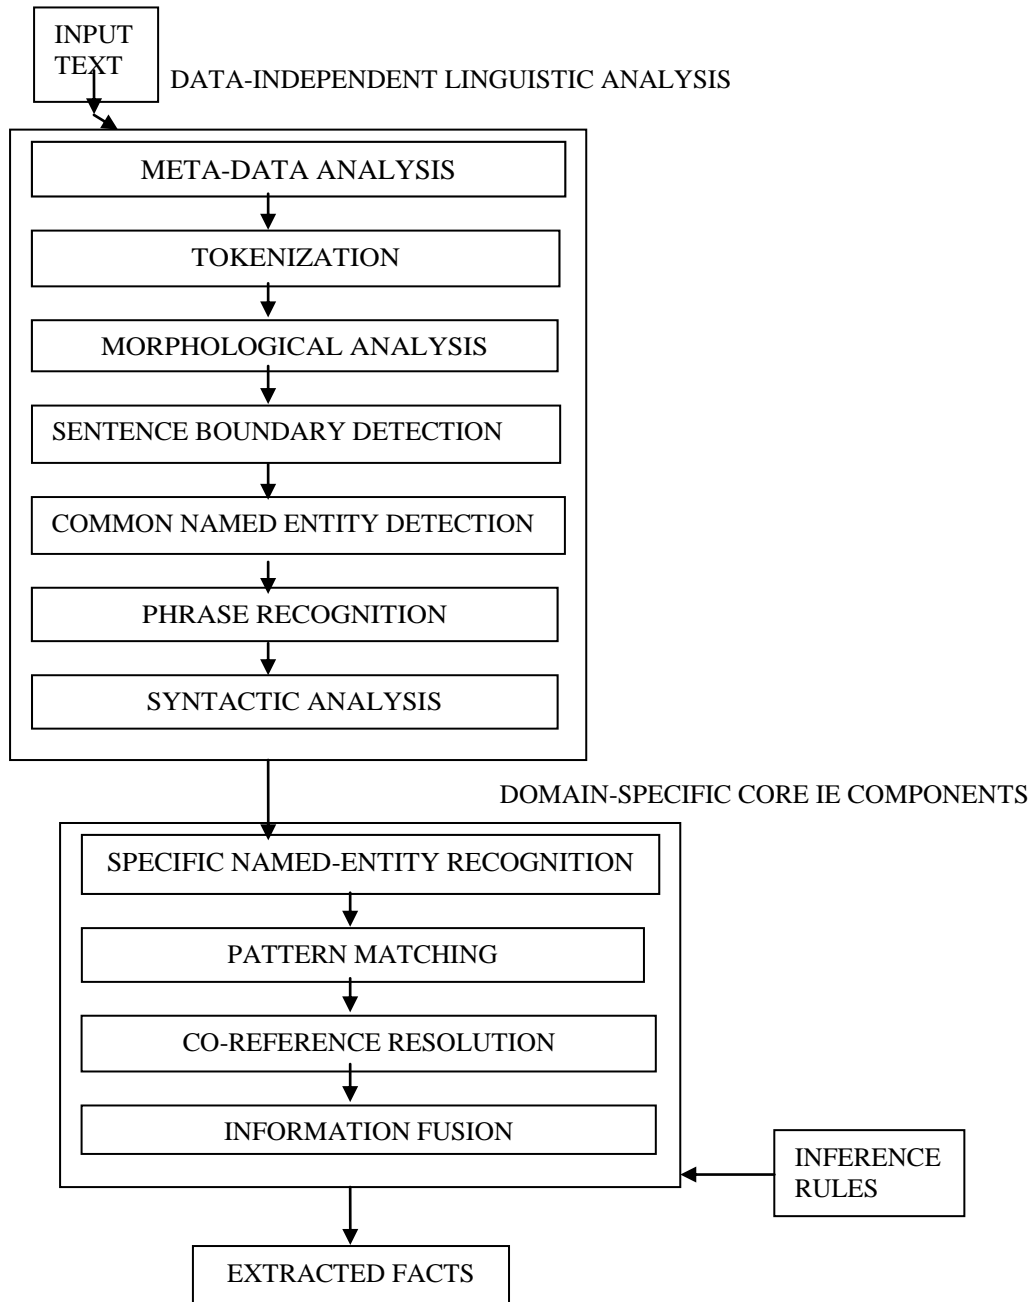 INPUT
TEXT
DATA-INDEPENDENT LINGUISTIC ANALYSIS
META-DATA ANALYSIS
TOKENIZATION
MORPHOLOGICAL ANALYSIS
SENTENCE BOUNDARY DETECTION
COMMON NAMED ENTITY DETECTION
PHRASE RECOGNITION
SYNTACTIC ANALYSIS
DOMAIN-SPECIFIC CORE IE COMPONENTS
SPECIFIC NAMED-ENTITY RECOGNITION
PATTERN MATCHING
CO-REFERENCE RESOLUTION
INFORMATION FUSION
INFERENCE
RULES
EXTRACTED FACTS